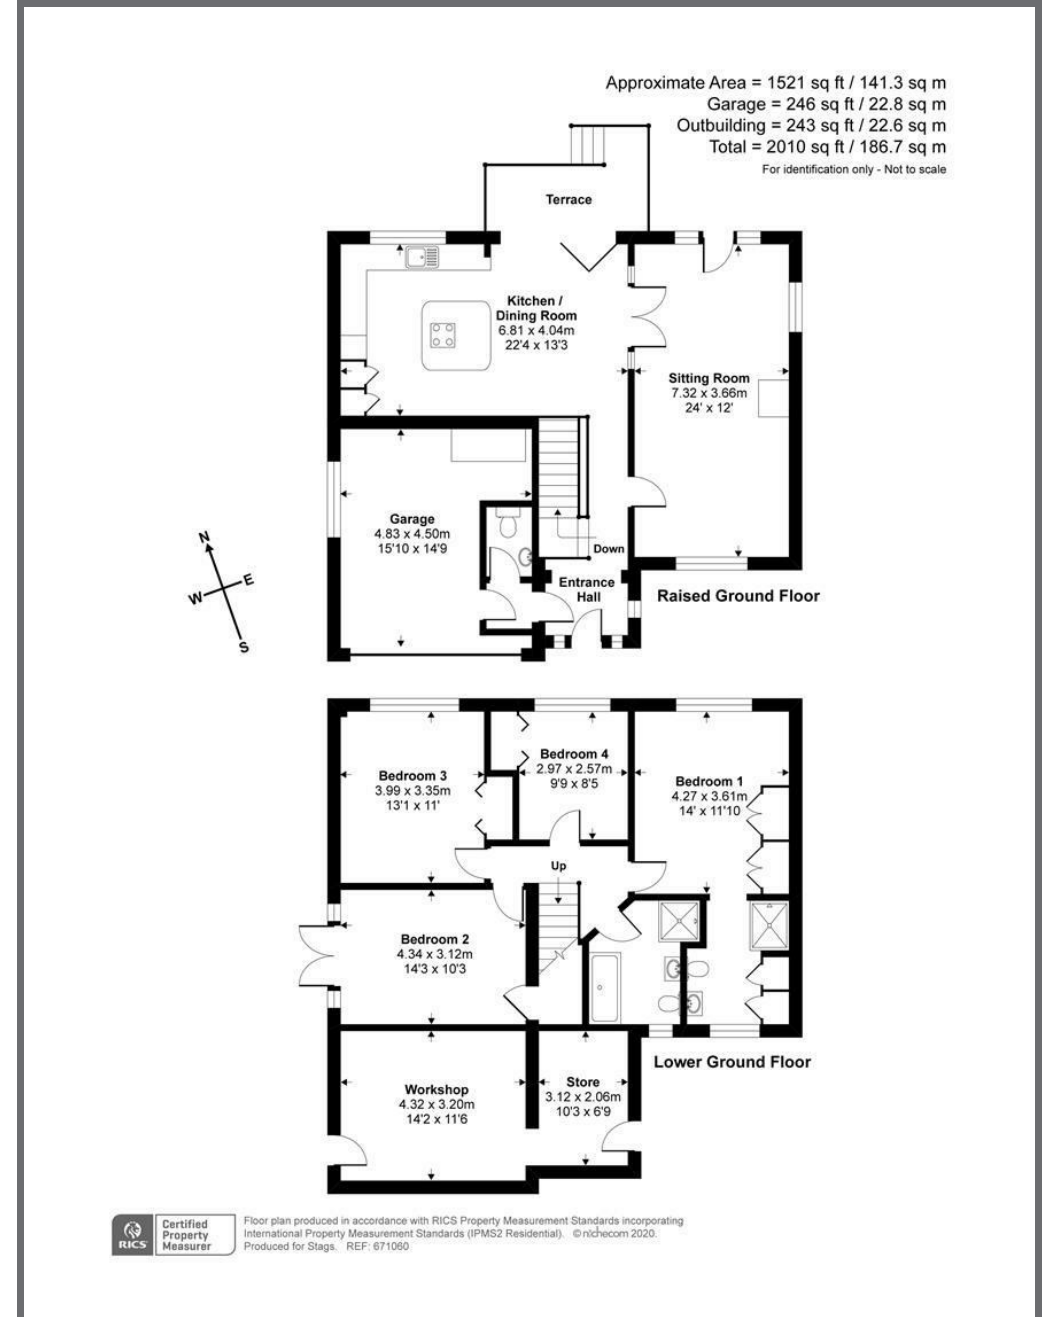 Approximate Area = 1521 sq ft / 141.3 sq m
Garage = 246 sq ft / 22.8 sq m
Outbuilding = 243 sq ft / 22.6 sq m
Total = 2010 sq ft / 186.7 sq m
For identification only - Not to scale
Terrace
Kitchen /
Dining Room
6.81 x 4.04m
22'4 x 13'3
Sitting Room
7.32 x 3.66m
24' x 12'
Garage
4.83 x 4.50m
15'10 x 14'9
Down
Entrance
Hall
Raised Ground Floor
N
E
W
S
Bedroom 3
3.99 x 3.35m
13'1 x 11'
Bedroom 4
2.97 x 2.57m
9'9 x 8'5
Bedroom 1
4.27 x 3.61m
14' x 11'10
Up
Bedroom 2
4.34 x 3.12m
14'3 x 10'3
Lower Ground Floor
Workshop
4.32 x 3.20m
14'2 x 11'6
Store
3.12 x 2.06m
10'3 x 6'9
RICS
Certified
Property
Measurer
Floor plan produced in accordance with RICS Property Measurement Standards incorporating
International Property Measurement Standards (IPMS2 Residential). © nichecom 2020.
Produced for Stags. REF: 671060